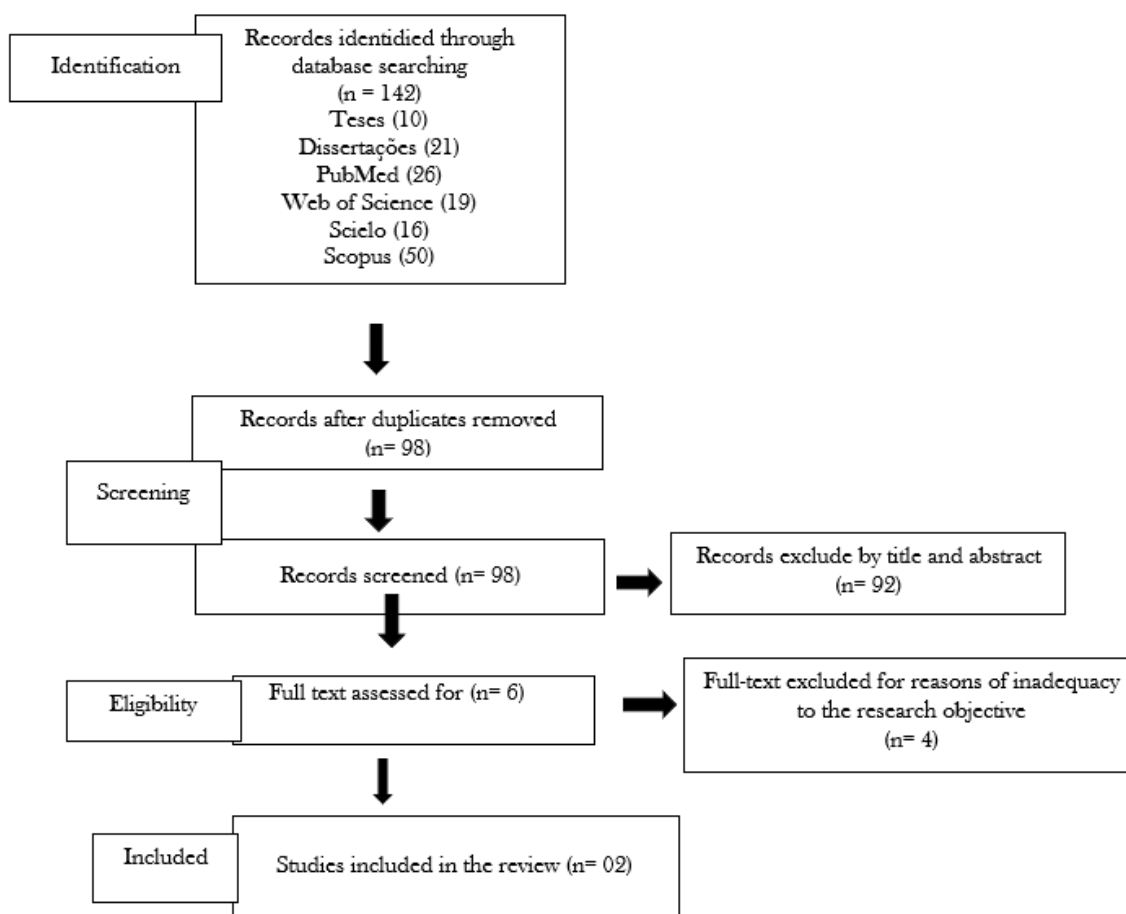 Identification
Recordes identidied through
database searching
(n = 142)
Teses (10)
Dissertações (21)
PubMed (26)
Web of Science (19)
Scielo (16)
Scopus (50)
Records after duplicates removed
(n= 98)
Screening
Records screened (n= 98)
Records exclude by title and abstract
(n= 92)
Eligibility
Full text assessed for (n= 6)
Full-text excluded for reasons of inadequacy
to the research objective
(n= 4)
Included
Studies included in the review (n= 02)